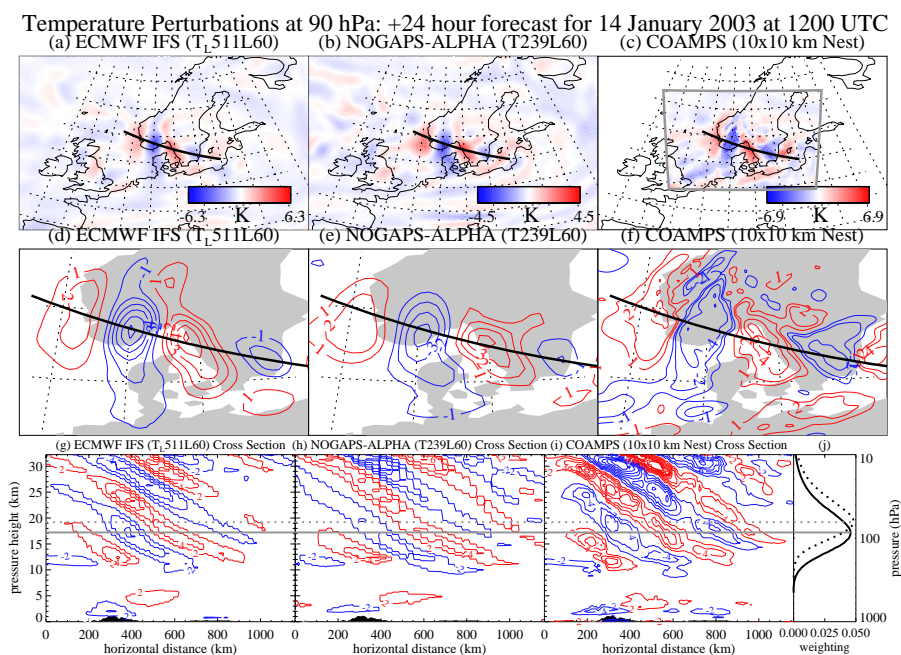 Temperature Perturbations at 90 hPa: +24 hour forecast for 14 January 2003 at 1200 UTC
(a) ECMWF IFS (TL511L60) (b) NOGAPS-ALPHA (T239L60) (c) COAMPS (10x10 km Nest)
-6.3 K 6.3 -4.5 K 4.5 -6.9 K 6.9
(d) ECMWF IFS (TL511L60) (e) NOGAPS-ALPHA (T239L60) (f) COAMPS (10x10 km Nest)
(g) ECMWF IFS (TL511L60) Cross Section (h) NOGAPS-ALPHA (T239L60) Cross Section (i) COAMPS (10x10 km Nest) Cross Section (j)
pressure height (km)
30
25
20
15
10
5
0
0 200 400 600 800 1000
horizontal distance (km)
0 200 400 600 800 1000
horizontal distance (km)
0 200 400 600 800 1000
horizontal distance (km)
0.000 0.025 0.050
weighting
10
100
1000
pressure (hPa)